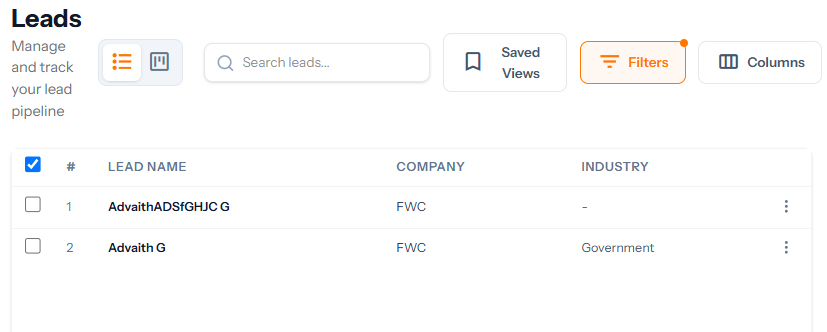 Leads
Manage
and track
your lead
pipeline
Search leads...
Saved
Views
Filters
Columns
# LEAD NAME COMPANY INDUSTRY
1 AdvaithADSfGHJC G FWC -
2 Advaith G FWC Government